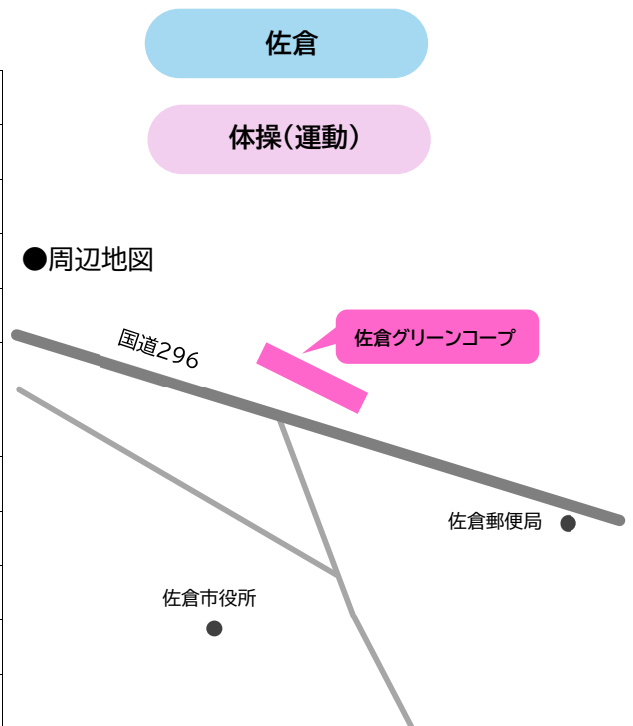 佐倉
体操(運動)
●周辺地図
国道296
佐倉グリーンコープ
佐倉郵便局
佐倉市役所